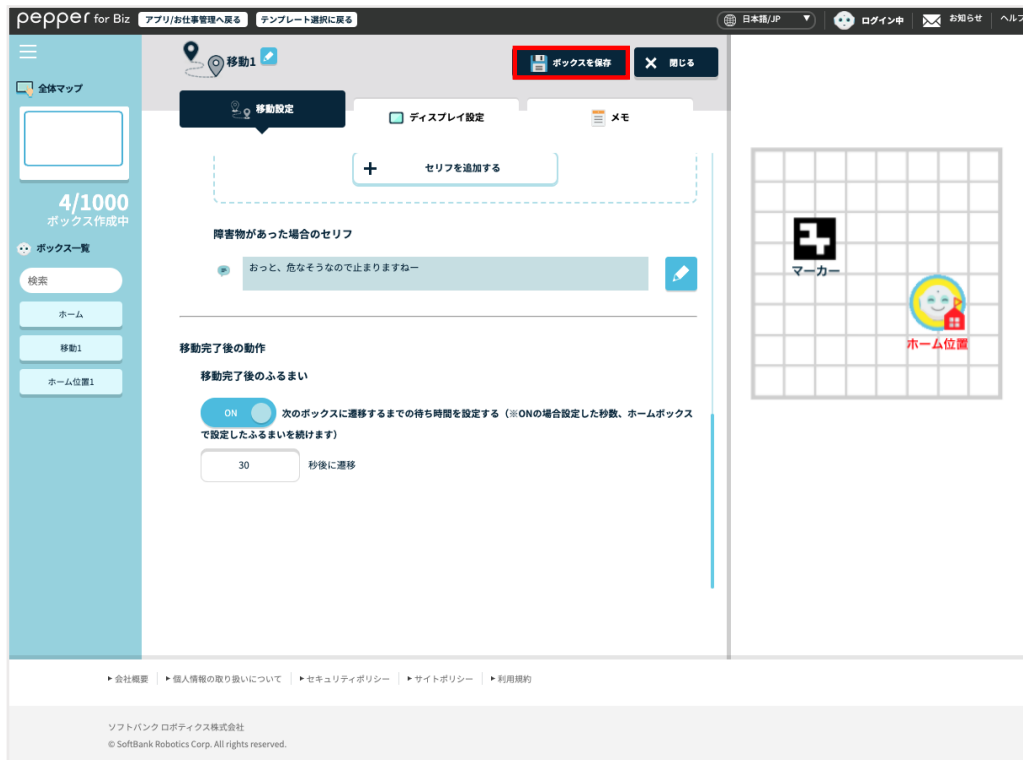 pepper for Biz アプリ/お仕事管理へ戻る テンプレート選択に戻る 日本語/JP ▼ ログイン中 お知らせ ヘルプ
全体マップ
4/1000
ボックス作成中
ボックス一覧
検索
ホーム
移動1
ホーム位置1
移動1
ボックスを保存 閉じる
移動設定 ディスプレイ設定 メモ
セリフを追加する
障害物があった場合のセリフ
おっと、危なそうなので止まりますねー
移動完了後の動作
移動完了後のふるまい
ON 次のボックスに遷移するまでの待ち時間を設定する（※ONの場合設定した秒数、ホームボックス
で設定したふるまいを続けます）
30 秒後に遷移
マーカー
ホーム位置
会社概要 個人情報の取り扱いについて セキュリティポリシー サイトポリシー 利用規約
ソフトバンク ロボティクス株式会社
© SoftBank Robotics Corp. All rights reserved.